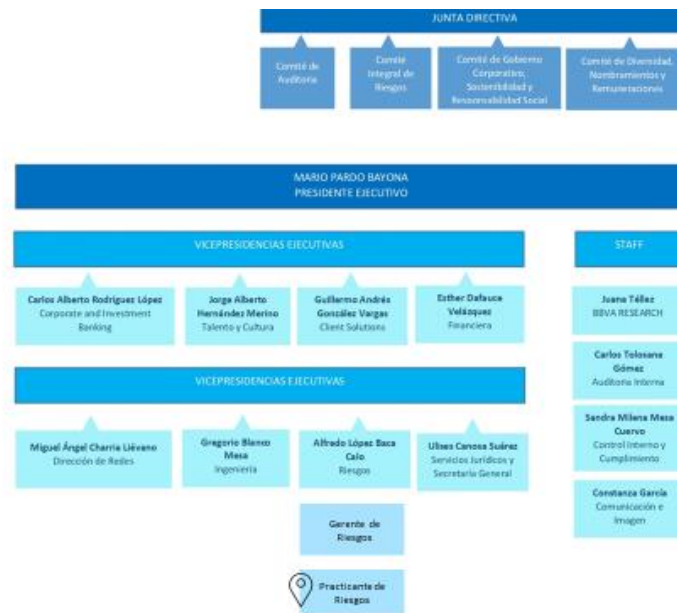 JUNTA DIRECTIVA
Comité de
Auditoria
Comité
Integral de
Riesgos
Comité de Gobierno
Corporativo,
Sostenibilidad y
Responsabilidad Social
Comité de Diversidad,
Nombramientos y
Remuneraciones
MARIO PARDO BAYONA
PRESIDENTE EJECUTIVO
VICEPRESIDENCIAS EJECUTIVAS
STAFF
Carlos Alberto Rodríguez López
Corporate and Investment
Banking
Jorge Alberto
Hernández Merino
Talento y Cultura
Guillermo Andrés
González Vargas
Client Solutions
Esther Dafauce
Velázquez
Financiera
Juana Téllez
BBVA RESEARCH
Carlos Tolosana
Gómez
Auditoria Interna
VICEPRESIDENCIAS EJECUTIVAS
Miguel Ángel Charria Liévano
Dirección de Redes
Gregorio Blanco
Mesa
Ingeniería
Alfredo López Baca
Calo
Riesgos
Ulises Canosa Suárez
Servicios Jurídicos y
Secretaría General
Sandra Milena Mesa
Cuervo
Control Interno y
Cumplimiento
Constanza García
Comunicación e
Imagen
Gerente de
Riesgos
Practicante de
Riesgos